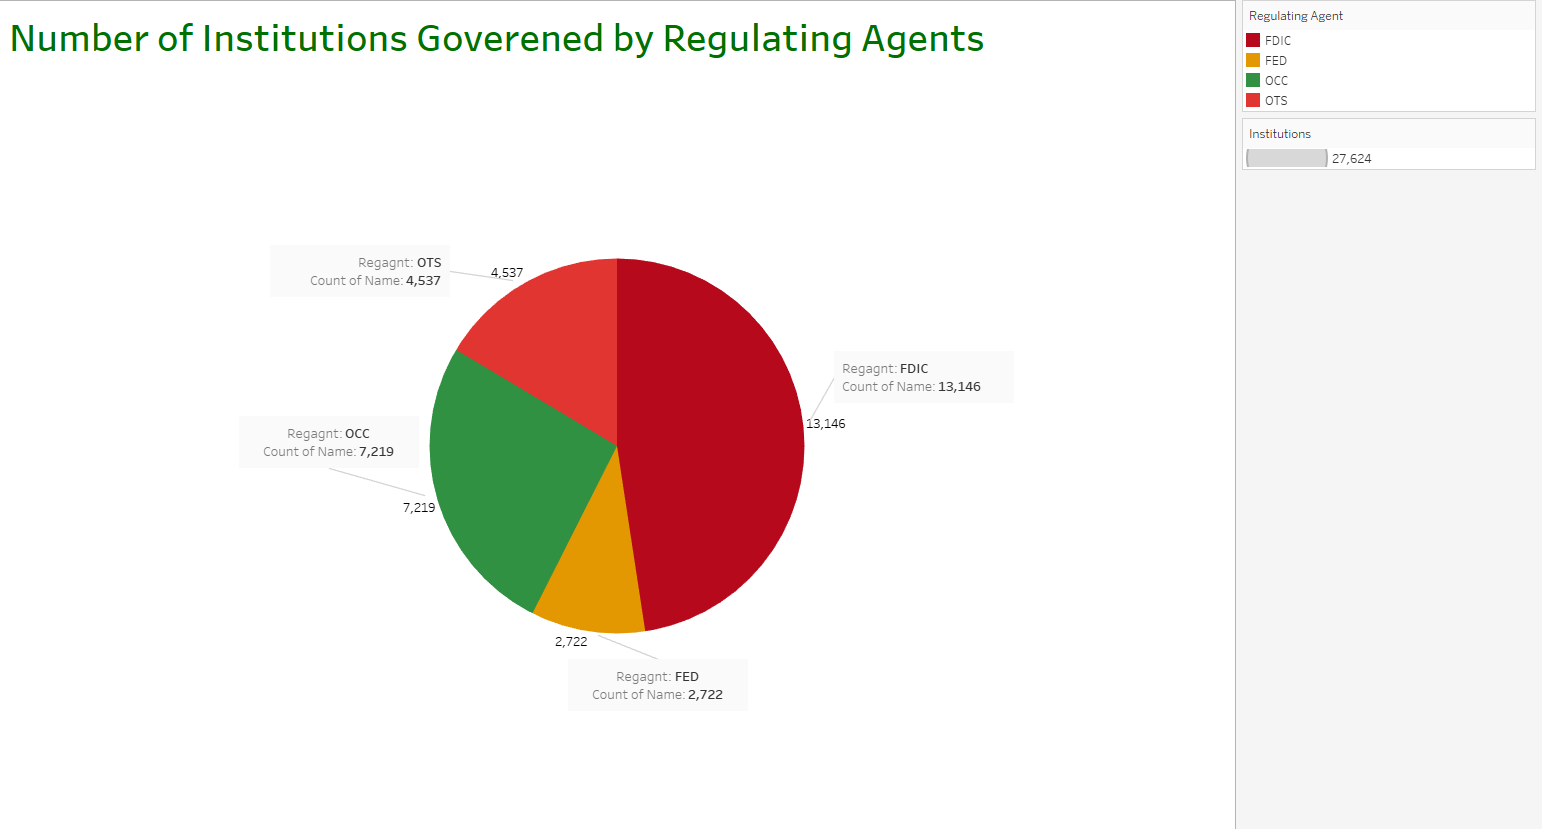 Number of Institutions Goverened by Regulating Agents
Regulating Agent
FDIC
FED
OCC
OTS
Institutions
27,624
Regagnt: OTS
Count of Name: 4,537
4,537
Regagnt: FDIC
Count of Name: 13,146
13,146
Regagnt: OCC
Count of Name: 7,219
7,219
2,722
Regagnt: FED
Count of Name: 2,722